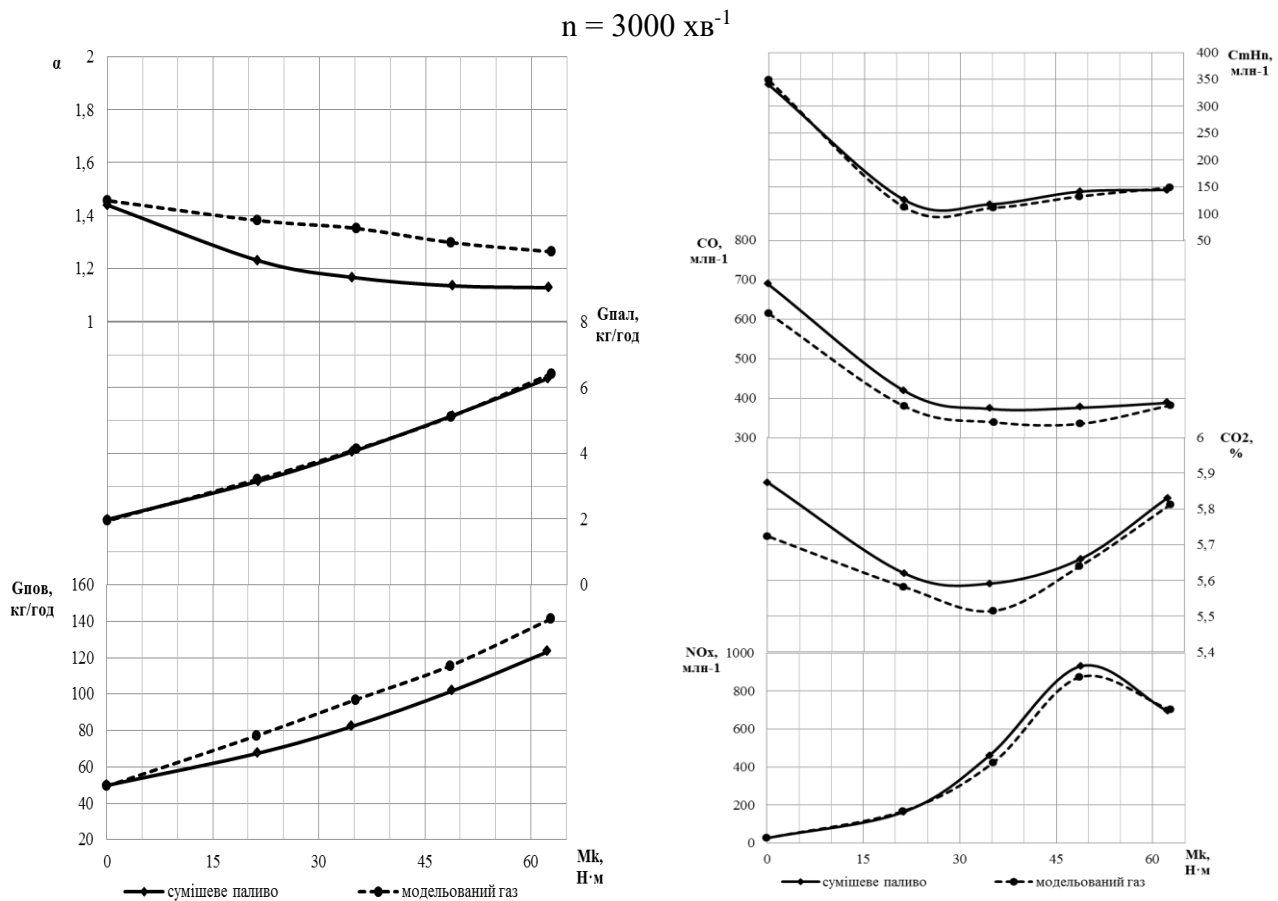 n = 3000 хв-1
α
2
1,8
1,6
1,4
1,2
1
Gпал,
кг/год
8
6
4
2
0
Gпов,
кг/год
160
140
120
100
80
60
40
20
0
15
30
45
60
Mk,
Н·м
сумішеве паливо
модельований газ
400
CmHn,
млн-1
350
300
250
200
150
100
50
CO,
млн-1
800
700
600
500
400
300
6
CO2,
%
5,9
5,8
5,7
5,6
5,5
5,4
NOx,
млн-1
1000
800
600
400
200
0
0
15
30
45
60
Mk,
Н·м
сумішеве паливо
модельований газ